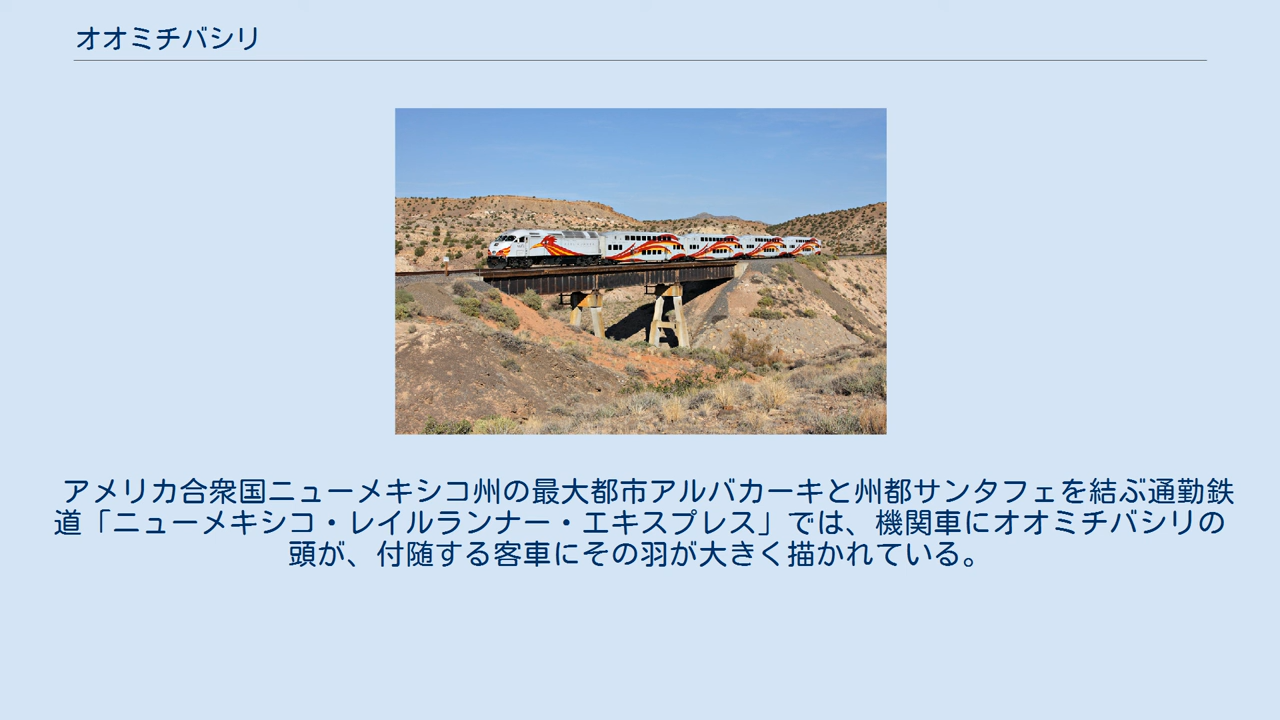 オオミチバシリ
アメリカ合衆国ニューメキシコ州の最大都市アルバカーキと州都サンタフェを結ぶ通勤鉄
道「ニューメキシコ・レイルランナー・エキスプレス」では、機関車にオオミチバシリの
頭が、付随する客車にその羽が大きく描かれている。